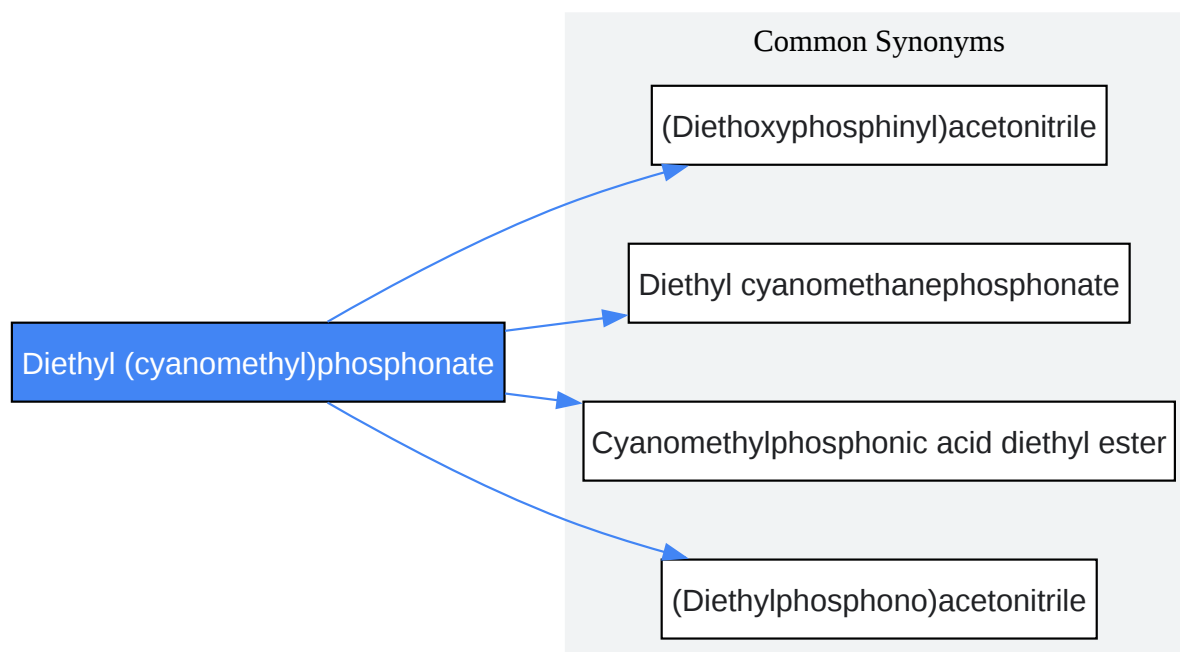 Common Synonyms
(Diethoxyphosphinyl)acetonitrile
Diethyl cyanomethanephosphonate
Diethyl (cyanomethyl)phosphonate
Cyanomethylphosphonic acid diethyl ester
(Diethylphosphono)acetonitrile